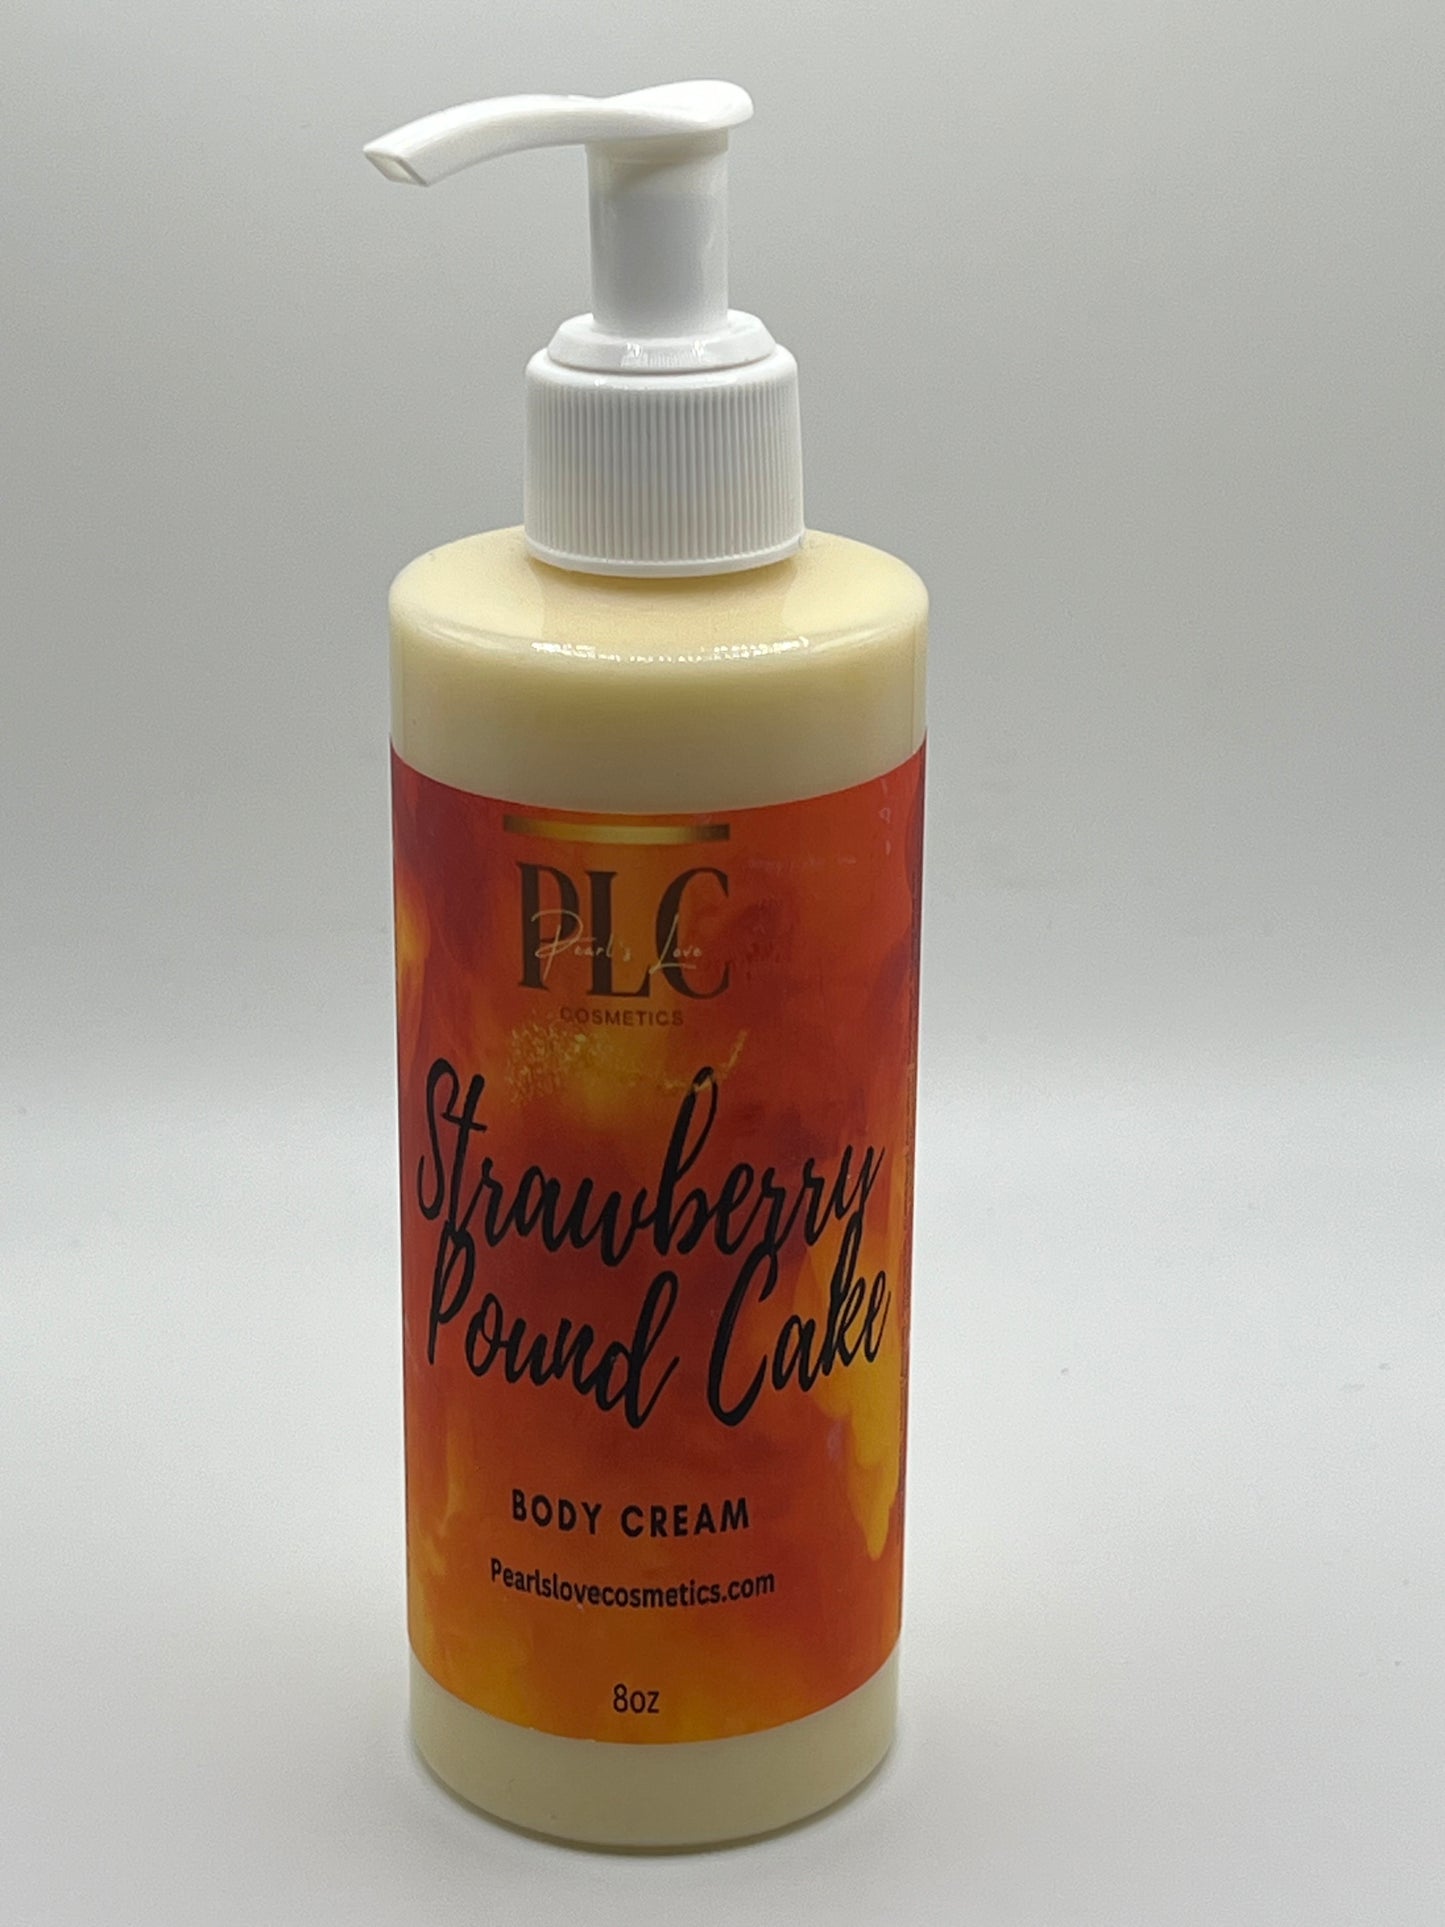 PLC
Pearl's Love
COSMETICS
Strawberry
Pound Cake
BODY CREAM
Pearlslovecosmetics.com
8oz